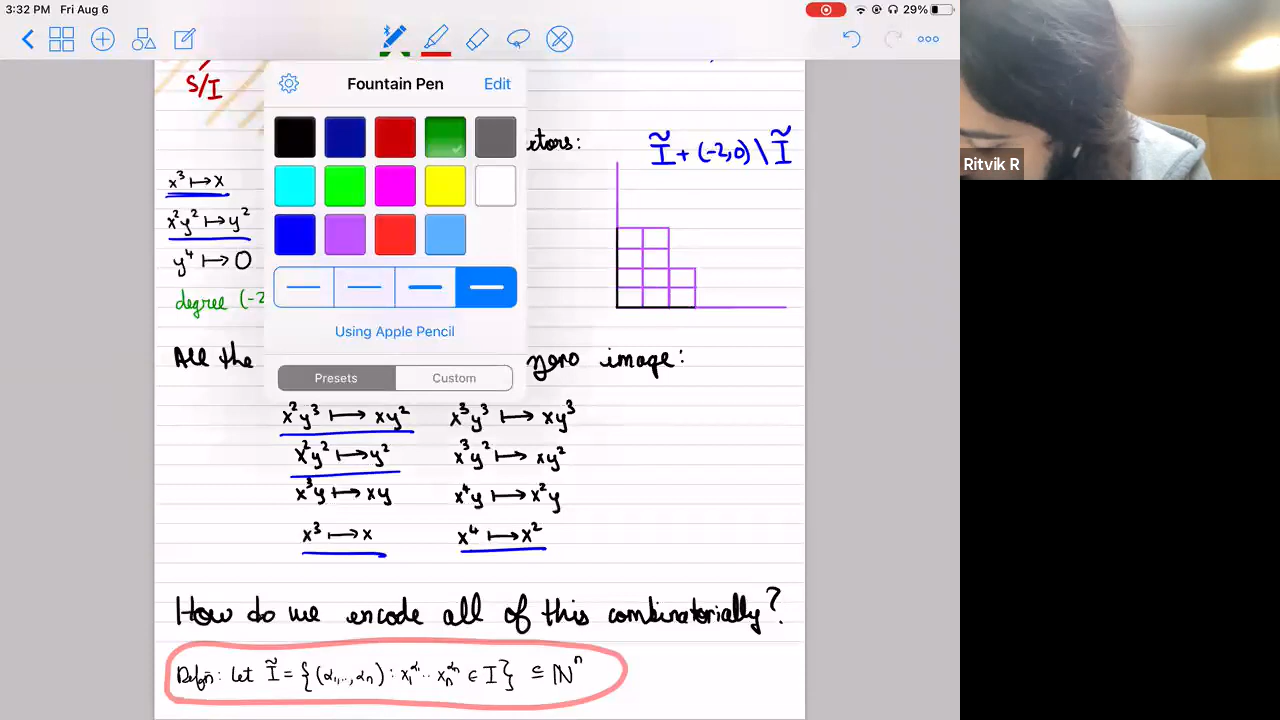 3:32 PM Fri Aug 6
29%
Fountain Pen
Edit
S/I
ctors:
Ĩ + (-2,0) \ Ĩ
Ritvik R
x³ ↦ x
x²y² ↦ y²
y⁴ ↦ 0
degree (-2
Using Apple Pencil
All the
nzero image:
Presets
Custom
x²y³ ⟼ xy²
x³y³ ⟼ xy³
x²y² ⟼ y²
x³y² ⟼ xy²
x³y ⟼ xy
x⁴y ⟼ x²y
x³ ⟼ x
x⁴ ⟼ x²
How do we encode all of this combinatorially?
Defn: Let Ĩ = {(α₁,..,αₙ) : x₁^α₁ ·· xₙ^αₙ ∈ I} ⊆ ℕⁿ